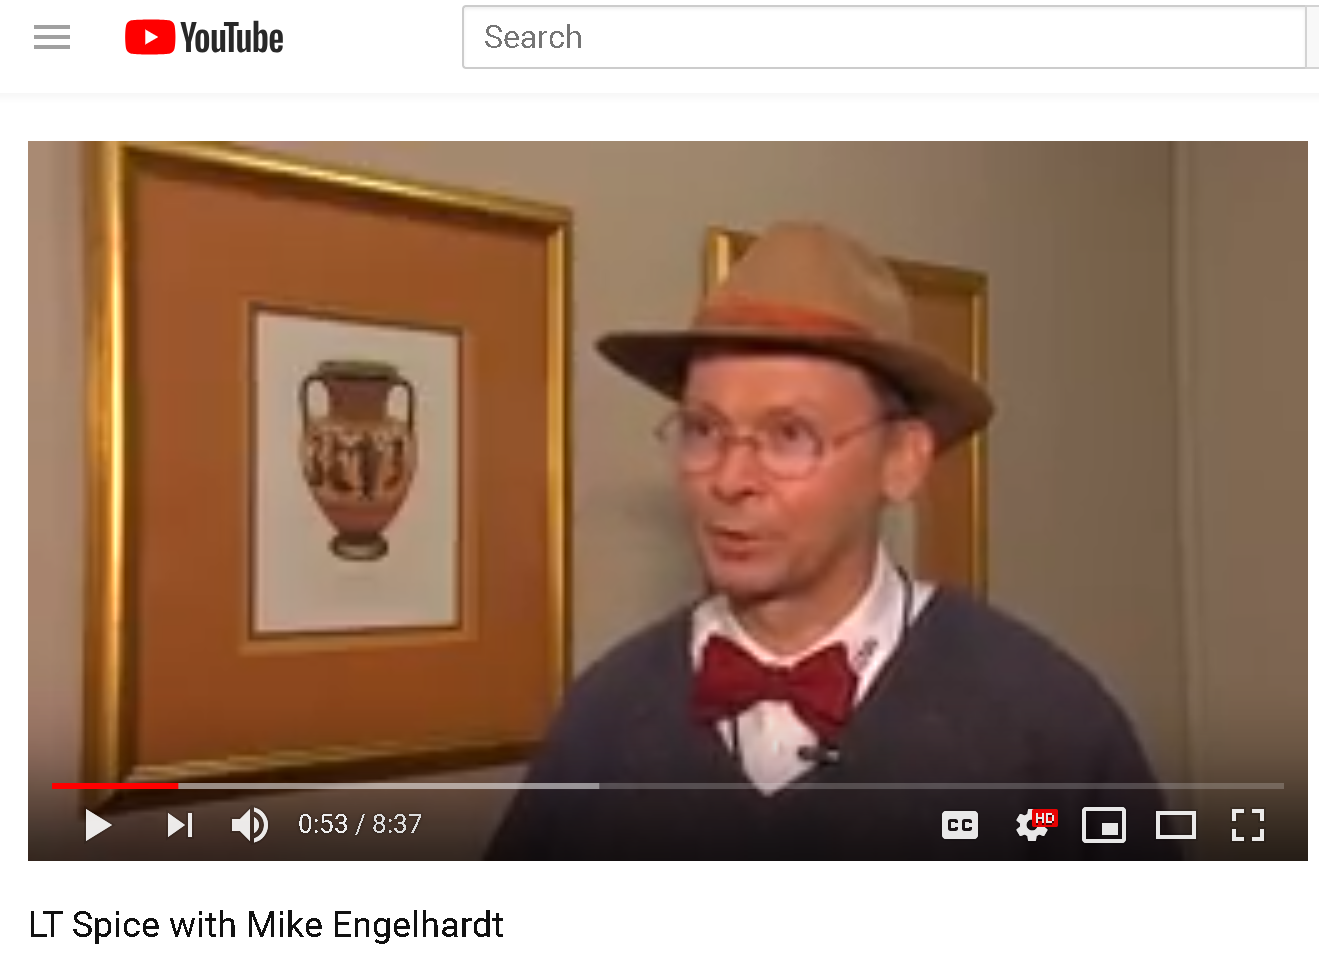 YouTube
Search
0:53 / 8:37
CC
HD
LT Spice with Mike Engelhardt